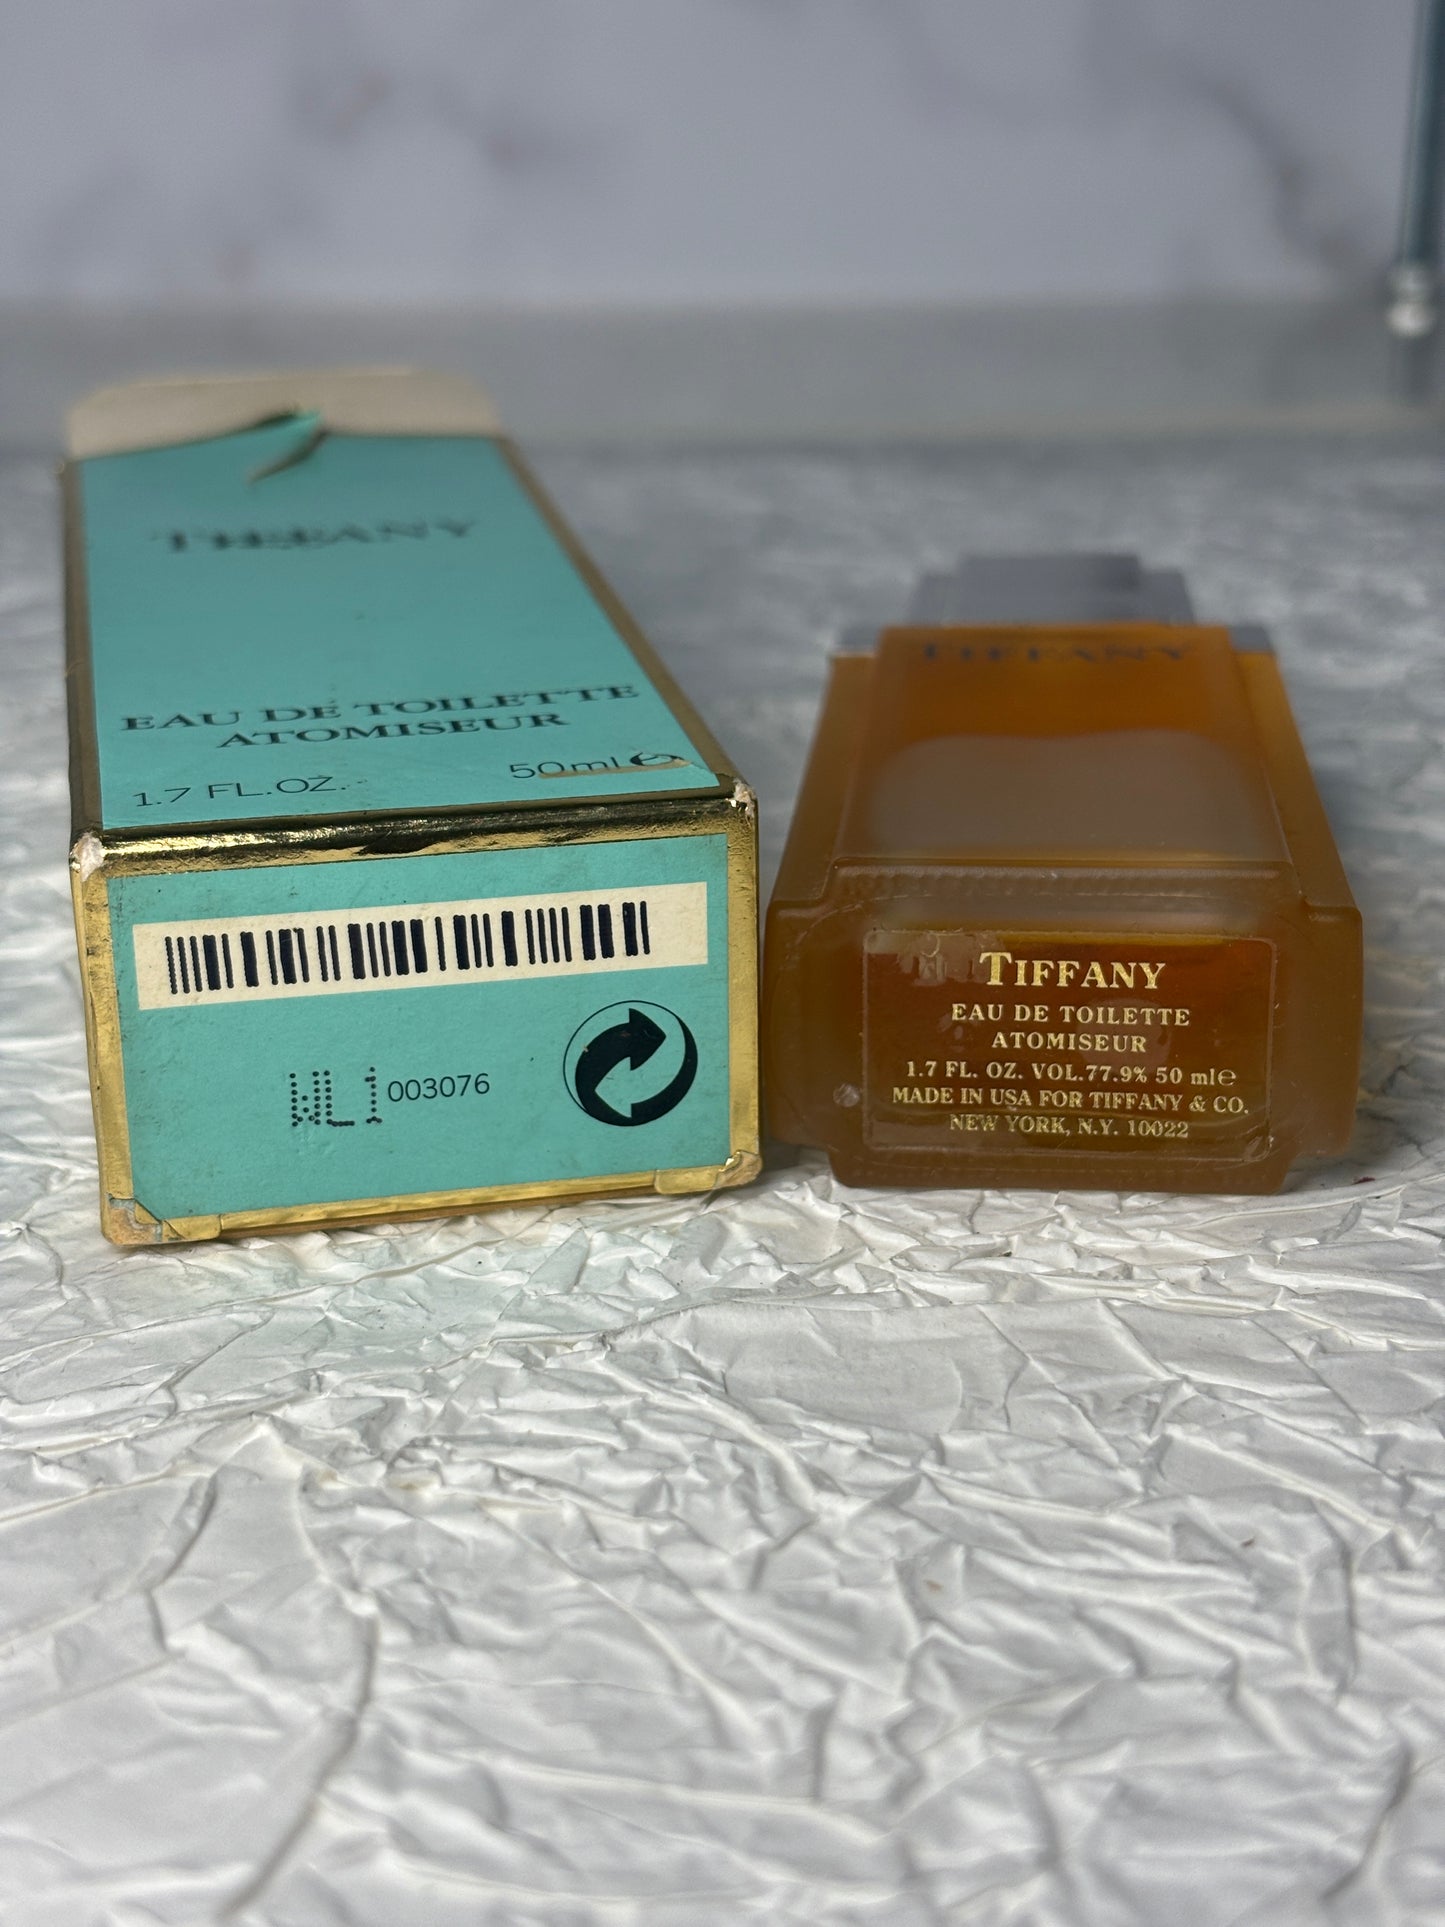 TIFFANY
EAU DE TOILETTE
ATOMISEUR
1.7 FL.OZ. 50ml ℮
WL1 003076
TIFFANY
TIFFANY
EAU DE TOILETTE
ATOMISEUR
1.7 FL. OZ. VOL.77.9% 50 ml℮
MADE IN USA FOR TIFFANY & CO.
NEW YORK, N.Y. 10022